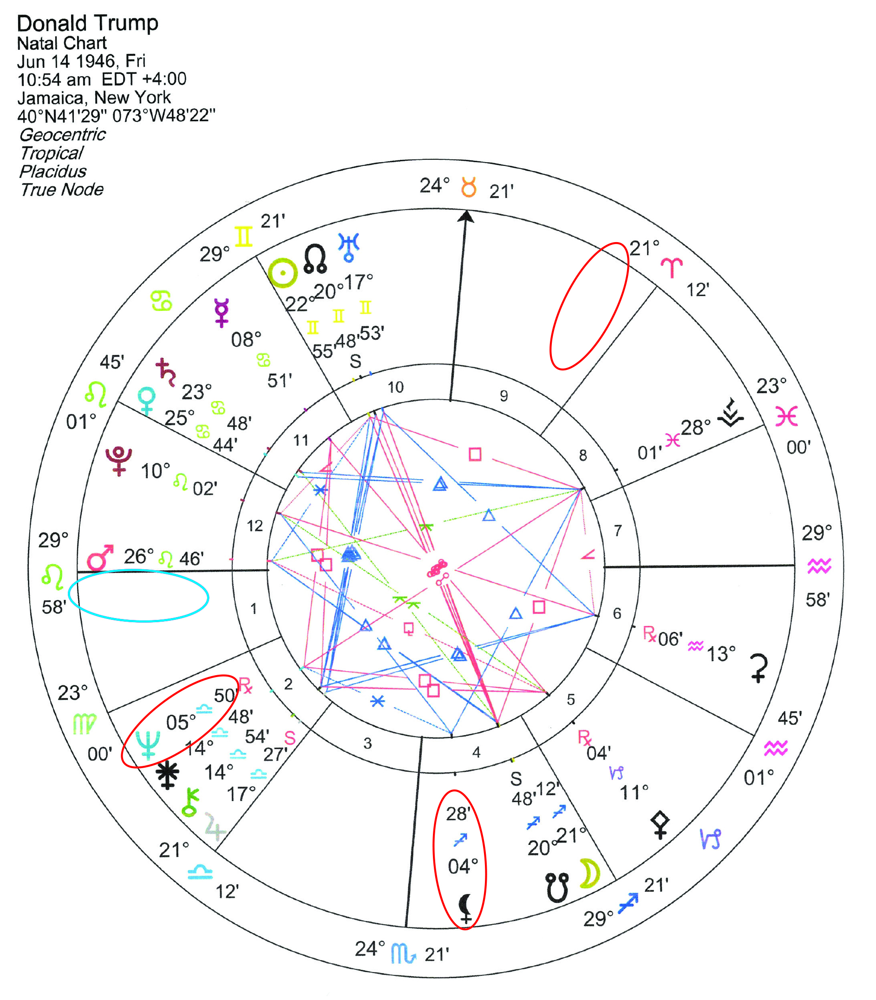 Donald Trump
Natal Chart
Jun 14 1946, Fri
10:54 am EDT +4:00
Jamaica, New York
40°N41'29" 073°W48'22"
Geocentric
Tropical
Placidus
True Node
24° ♉ 21'
21° ♈ 12'
23° ♓ 00'
29° ♒ 58'
01° ♒ 45'
♑
29° ♐ 21'
24° ♏ 21'
21° ♎ 12'
23° ♍ 00'
29° ♌ 58'
01° ♌ 45'
♋
29° ♊ 21'
☉ 22° ♊ 55'
☊ 20° ♊ 48' S
♅ 17° ♊ 53'
☿ 08° ♋ 51'
♄ 23° ♋ 48'
♀ 25° ♋ 44'
♇ 10° ♌ 02'
♂ 26° ♌ 46'
♆ 05° ♎ 50' ℞
⚵ 14° ♎ 48'
⚷ 14° ♎ 54'
♃ 17° ♎ 27' S
⚸ 04° ♐ 28'
☋ 20° ♐ 48' S
☽ 21° ♐ 12'
⚴ 11° ♑ 04' ℞
⚳ 13° ♒ 06' ℞
⚶ 28° ♓ 01'
1
2
3
4
5
6
7
8
9
10
11
12